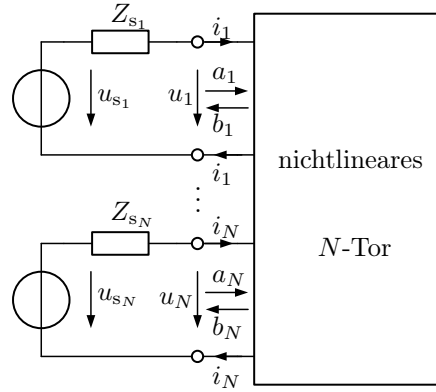 Z_{s_1}
i_1
a_1
u_{s_1}
u_1
b_1
i_1
nichtlineares
⋮
Z_{s_N}
i_N
N-Tor
a_N
u_{s_N}
u_N
b_N
i_N